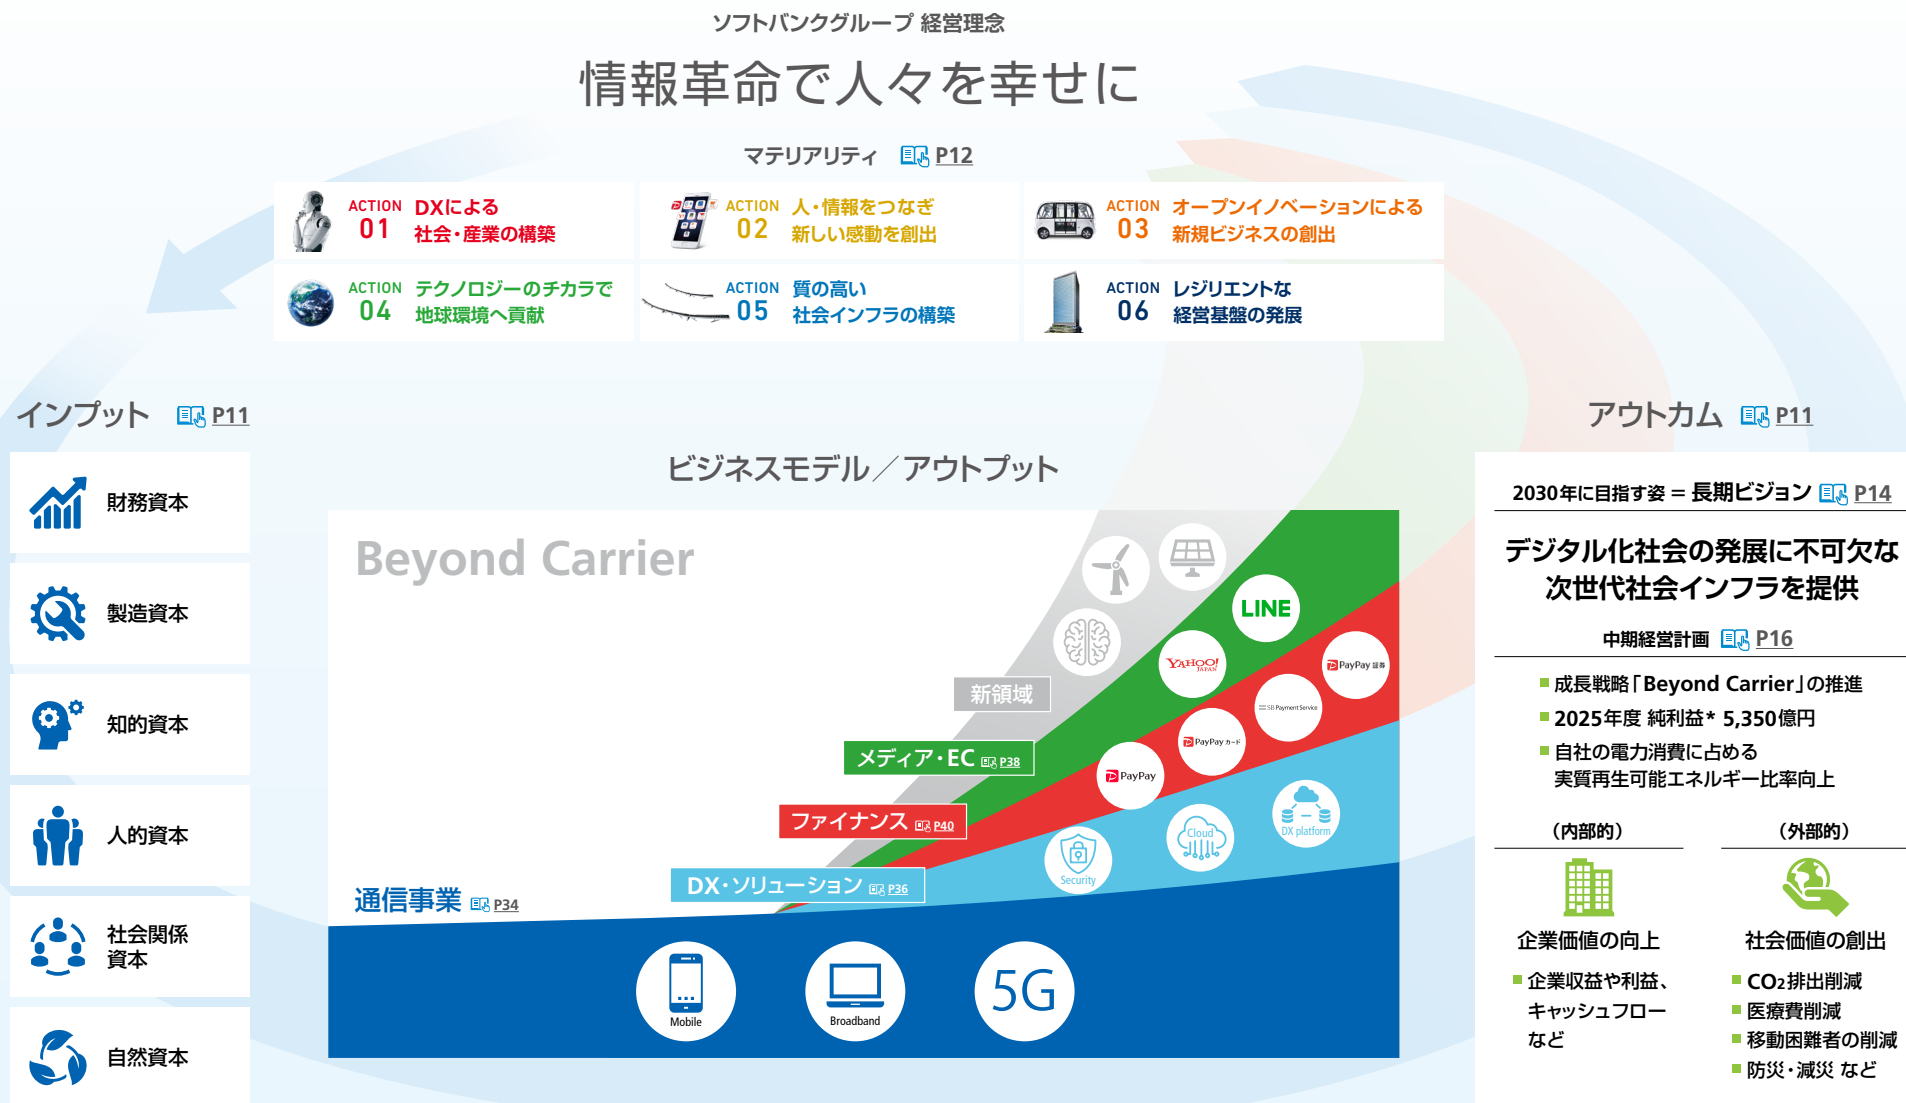 ソフトバンクグループ 経営理念
情報革命で人々を幸せに
マテリアリティ P12
ACTION 01 DXによる
社会・産業の構築
ACTION 02 人・情報をつなぎ
新しい感動を創出
ACTION 03 オープンイノベーションによる
新規ビジネスの創出
ACTION 04 テクノロジーのチカラで
地球環境へ貢献
ACTION 05 質の高い
社会インフラの構築
ACTION 06 レジリエントな
経営基盤の発展
インプット P11
財務資本
製造資本
知的資本
人的資本
社会関係
資本
自然資本
ビジネスモデル／アウトプット
Beyond Carrier
新領域
メディア・EC P38
LINE
YAHOO!
JAPAN
ファイナンス P40
PayPay
PayPay カード
SB Payment Service
PayPay 証券
DX・ソリューション P36
Security
Cloud
DX platform
通信事業 P34
Mobile
Broadband
5G
アウトカム P11
2030年に目指す姿 = 長期ビジョン P14
デジタル化社会の発展に不可欠な
次世代社会インフラを提供
中期経営計画 P16
成長戦略「Beyond Carrier」の推進
2025年度 純利益* 5,350億円
自社の電力消費に占める
実質再生可能エネルギー比率向上
（内部的）
企業価値の向上
企業収益や利益、
キャッシュフロー
など
（外部的）
社会価値の創出
CO₂排出削減
医療費削減
移動困難者の削減
防災・減災 など